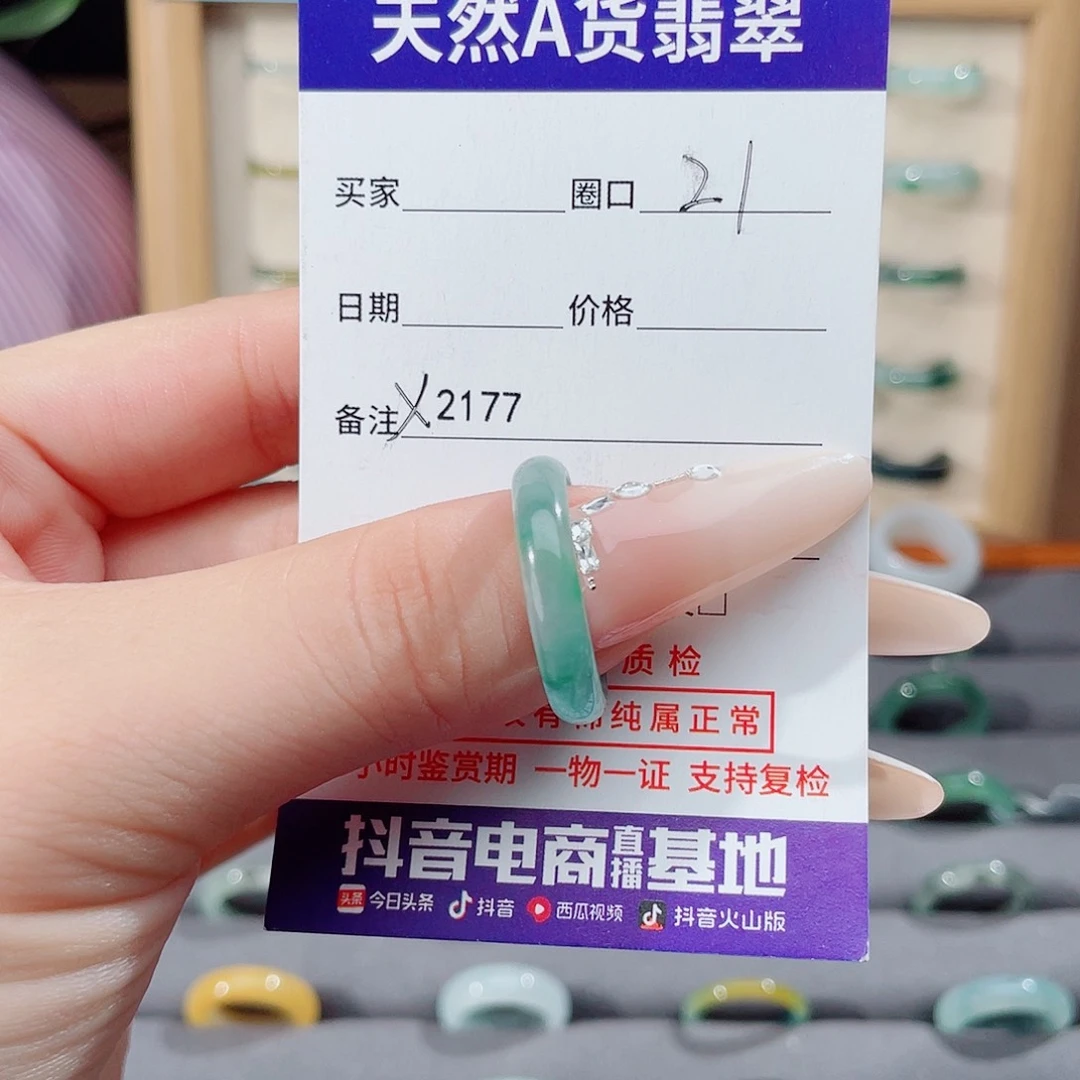 天然A货翡翠
买家 圈口 21
日期 价格
备注 X2177
质检
有 纯属正常
小时鉴赏期 一物一证 支持复检
抖音电商直播基地
头条 今日头条 抖音 西瓜视频 抖音火山版